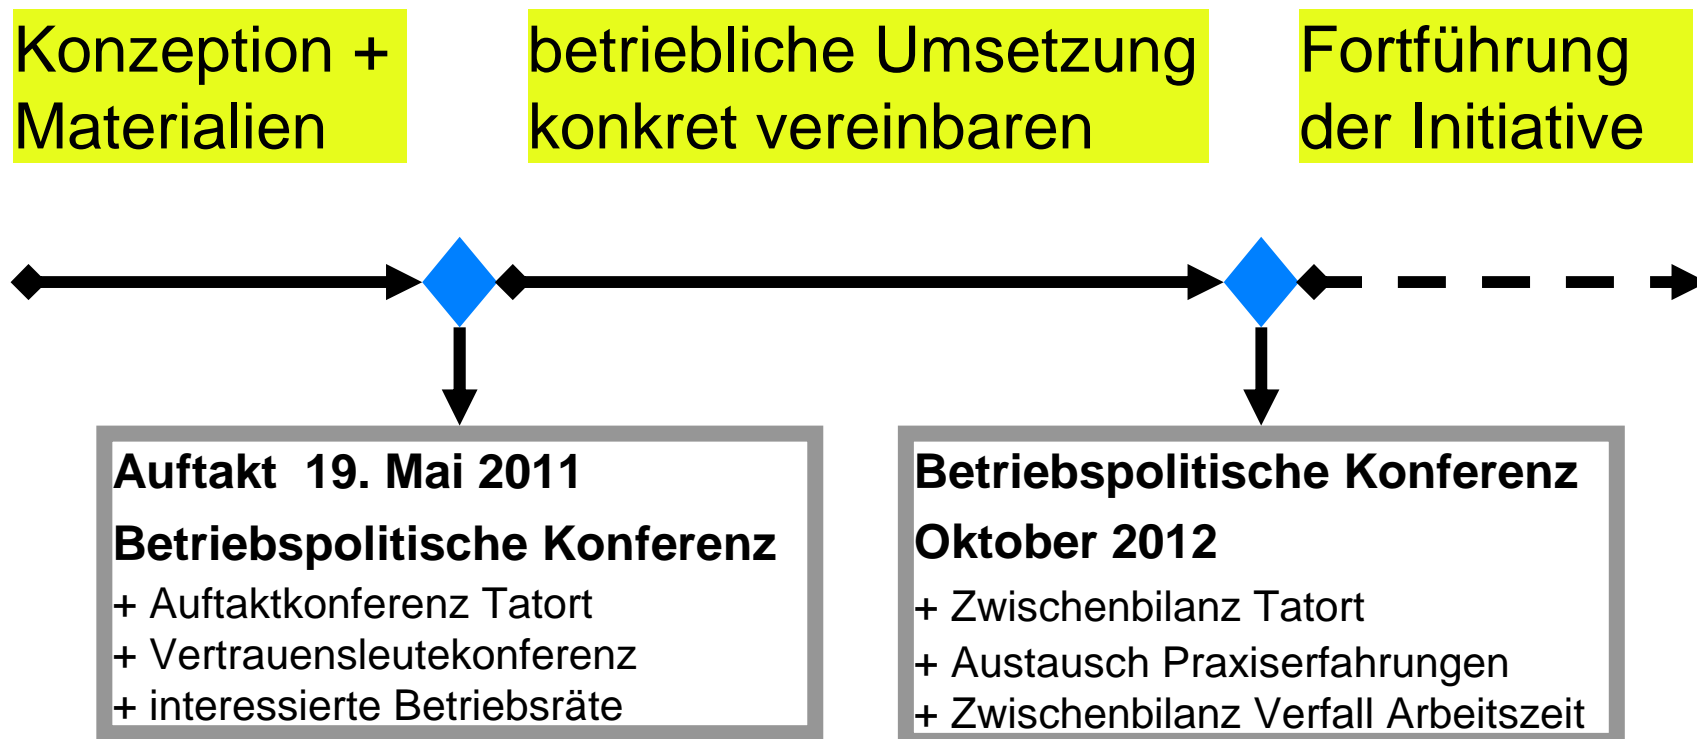 Konzeption +
Materialien
betriebliche Umsetzung
konkret vereinbaren
Fortführung
der Initiative
Auftakt 19. Mai 2011
Betriebspolitische Konferenz
+ Auftaktkonferenz Tatort
+ Vertrauensleutekonferenz
+ interessierte Betriebsräte
Betriebspolitische Konferenz
Oktober 2012
+ Zwischenbilanz Tatort
+ Austausch Praxiserfahrungen
+ Zwischenbilanz Verfall Arbeitszeit